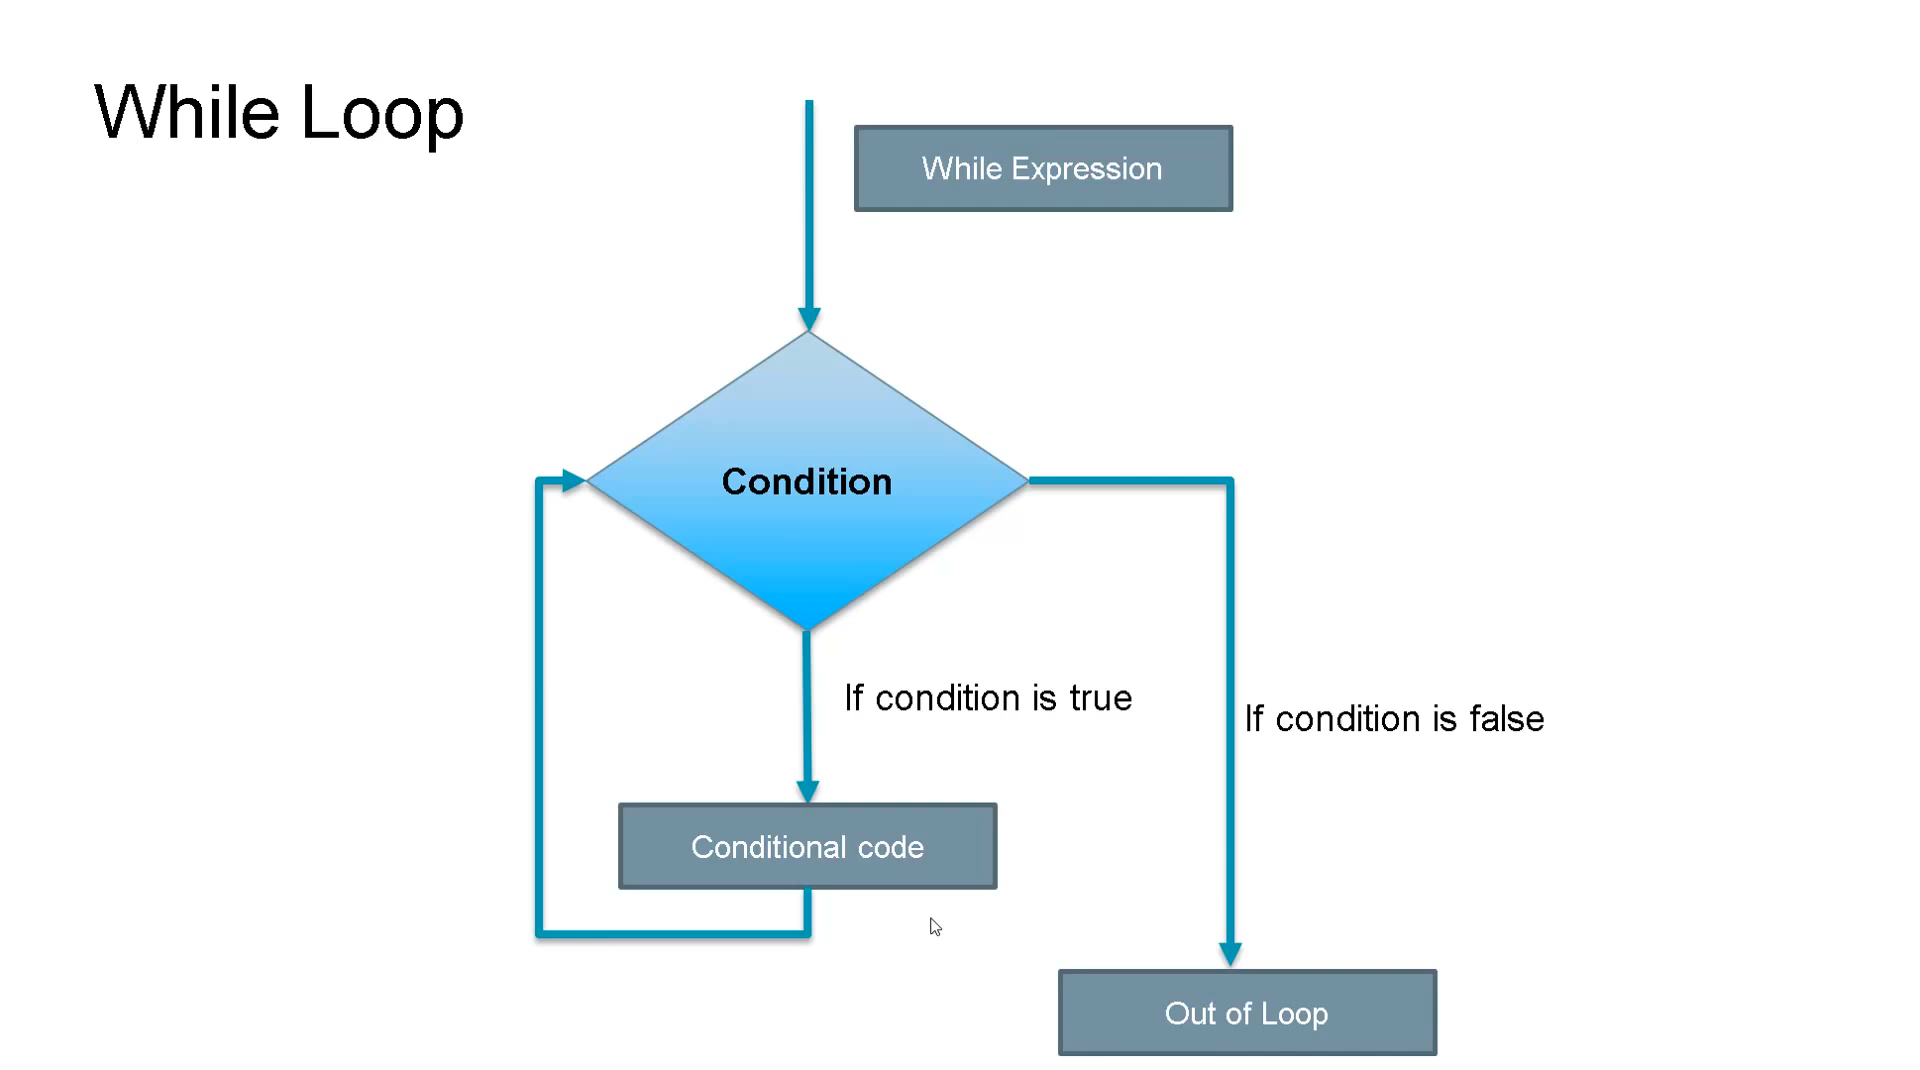 While Loop
While Expression
Condition
If condition is true
If condition is false
Conditional code
Out of Loop